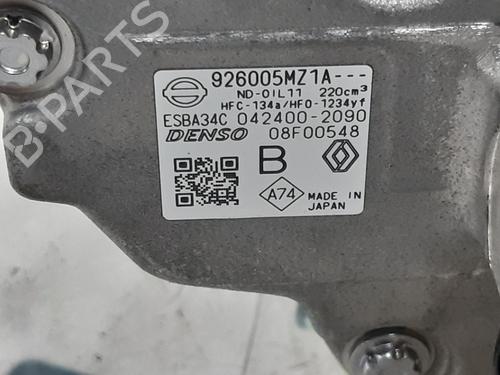 926005MZ1A---
ND-OIL11 220cm³
HFC-134a/HFO-1234yf
ESBA34C 042400-2090
DENSO 08F00548
B
A74
MADE IN
JAPAN
B-PARTS